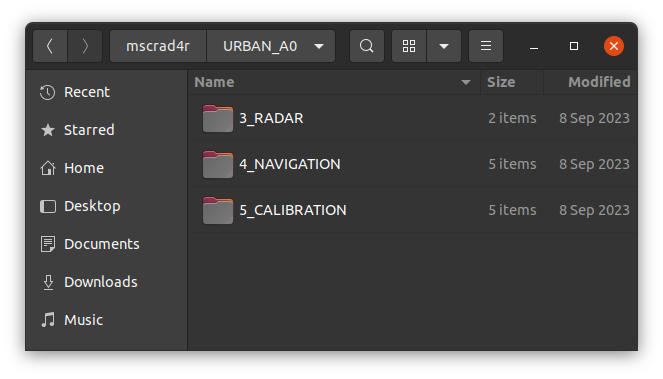 mscrad4r URBAN_A0
Name Size Modified
Recent
Starred
Home
Desktop
Documents
Downloads
Music
3_RADAR 2 items 8 Sep 2023
4_NAVIGATION 5 items 8 Sep 2023
5_CALIBRATION 5 items 8 Sep 2023